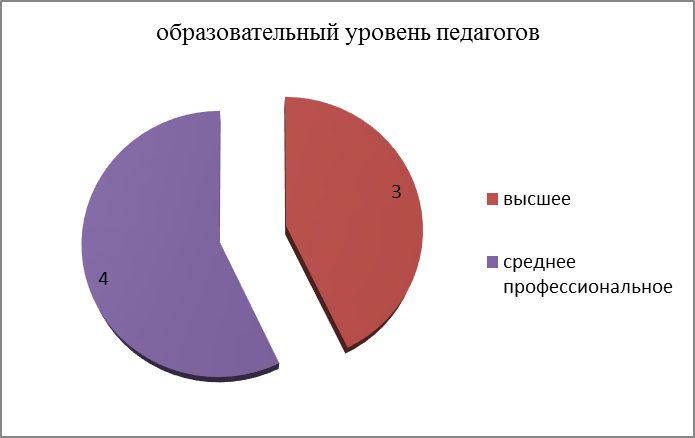 образовательный уровень педагогов
3
высшее
4
среднее
профессиональное